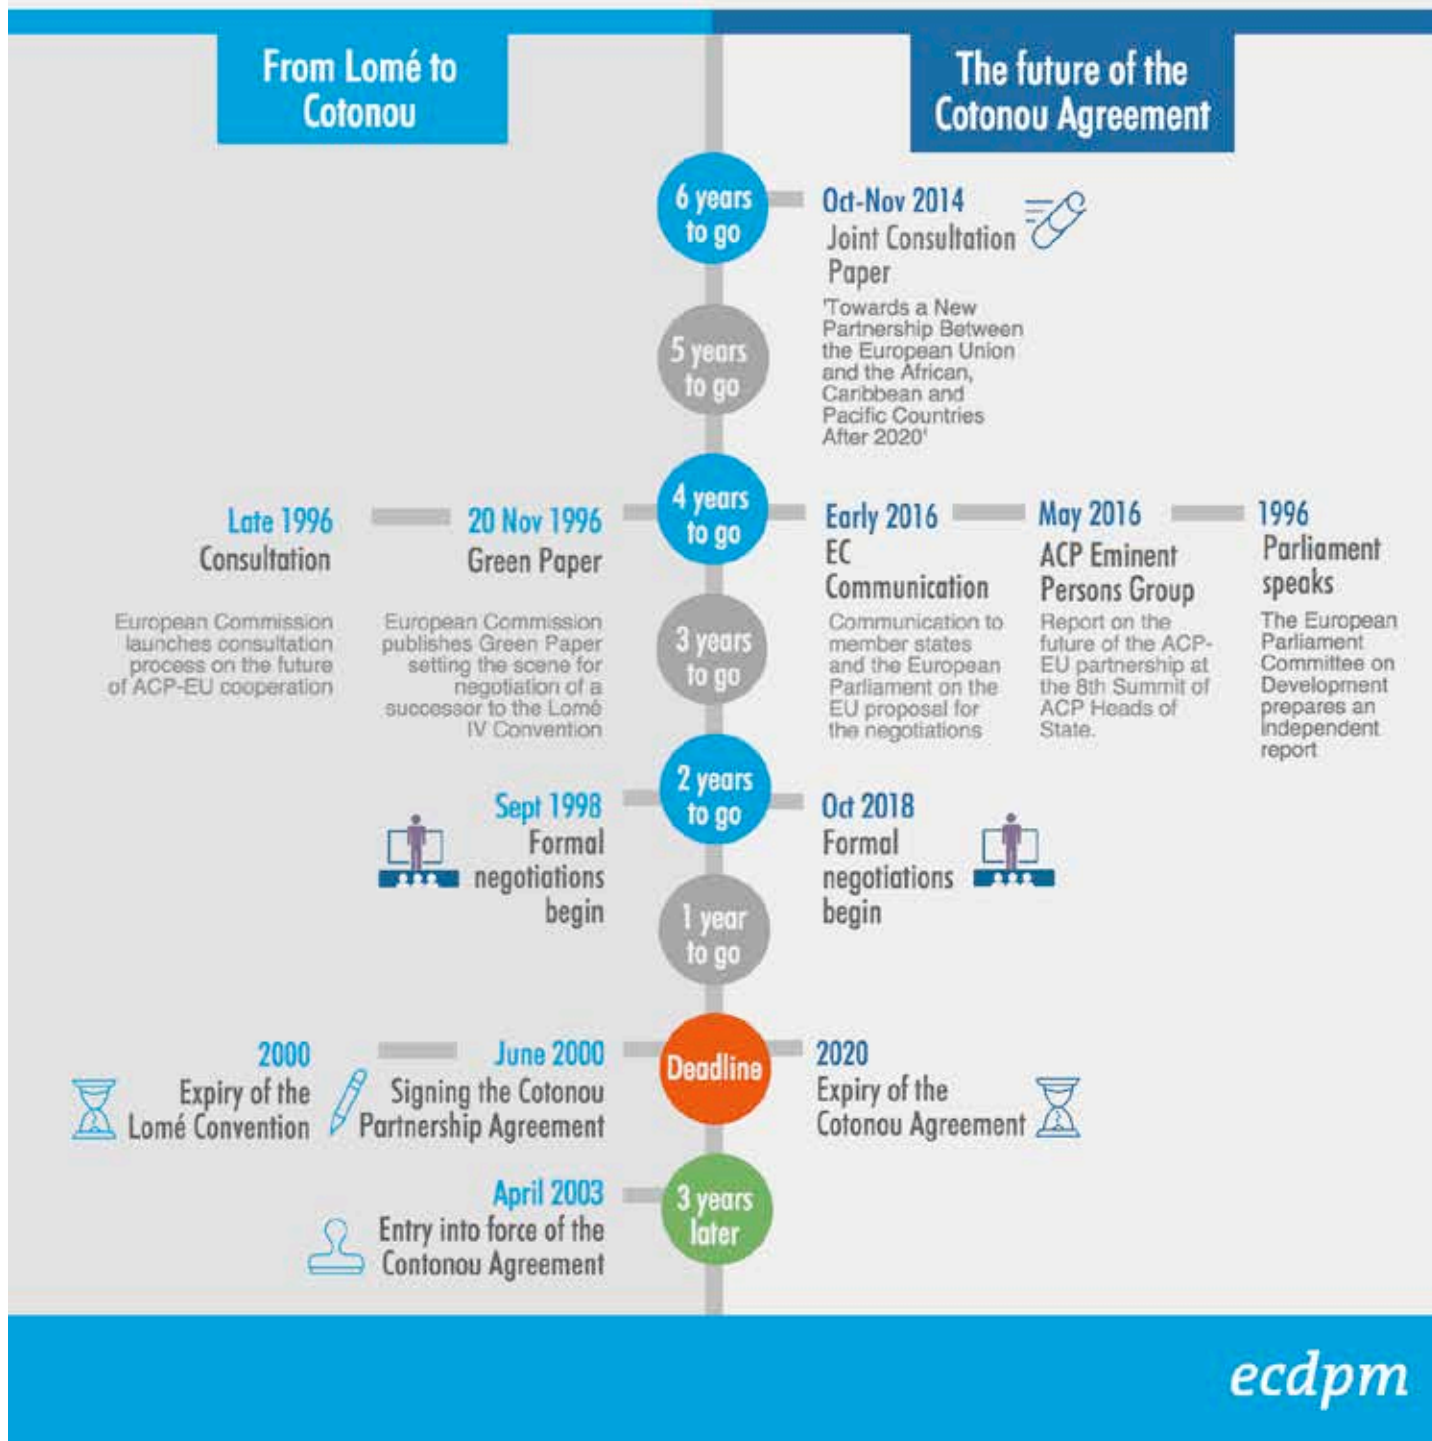 From Lomé to
Cotonou
The future of the
Cotonou Agreement
6 years
to go
Oct-Nov 2014
Joint Consultation
Paper
'Towards a New
Partnership Between
the European Union
and the African,
Caribbean and
Pacific Countries
After 2020'
5 years
to go
4 years
to go
Late 1996
Consultation
European Commission
launches consultation
process on the future
of ACP-EU cooperation
20 Nov 1996
Green Paper
European Commission
publishes Green Paper
setting the scene for
negotiation of a
successor to the Lomé
IV Convention
Early 2016
EC
Communication
Communication to
member states
and the European
Parliament on the
EU proposal for
the negotiations
May 2016
ACP Eminent
Persons Group
Report on the
future of the ACP-
EU partnership at
the 8th Summit of
ACP Heads of
State.
1996
Parliament
speaks
The European
Parliament
Committee on
Development
prepares an
independent
report
3 years
to go
2 years
to go
Sept 1998
Formal
negotiations
begin
Oct 2018
Formal
negotiations
begin
1 year
to go
Deadline
2000
Expiry of the
Lomé Convention
June 2000
Signing the Cotonou
Partnership Agreement
2020
Expiry of the
Cotonou Agreement
3 years
later
April 2003
Entry into force of the
Contonou Agreement
ecdpm